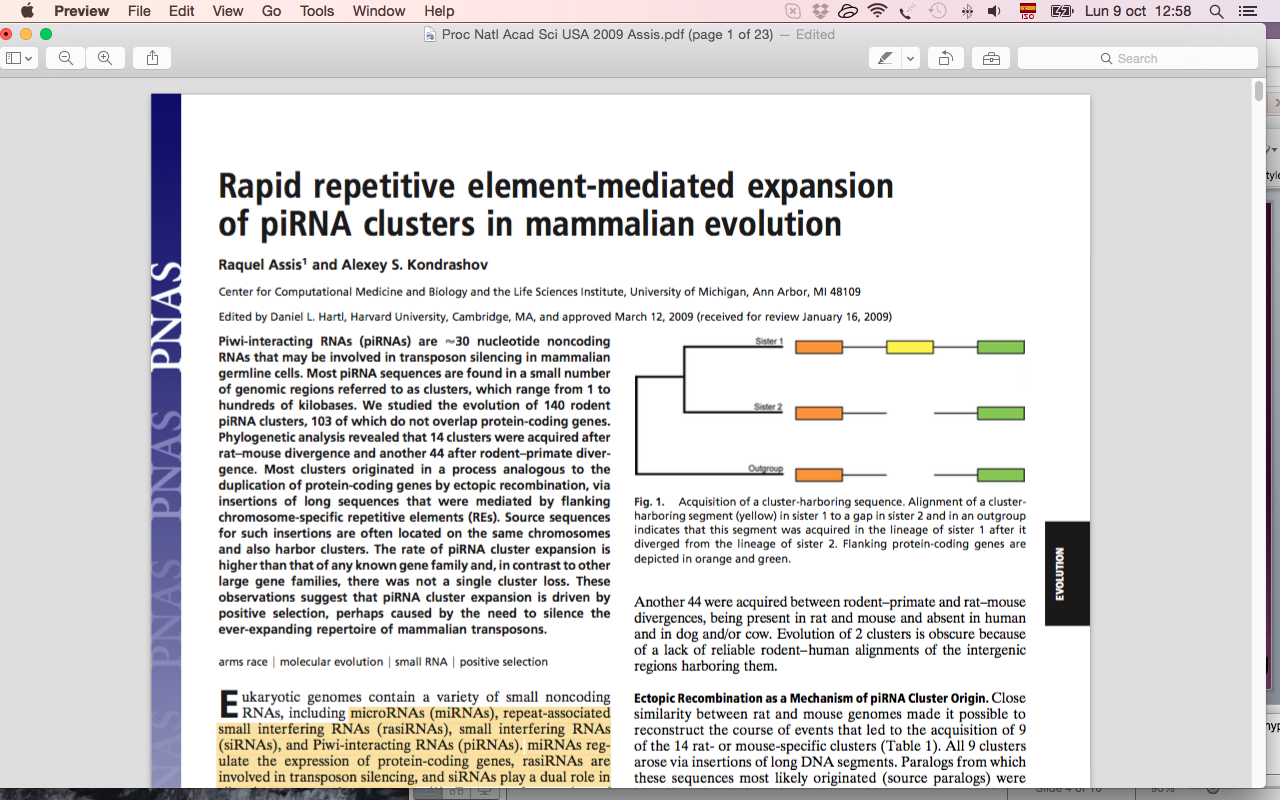 Preview File Edit View Go Tools Window Help
ISO
Lun 9 oct 12:58
Proc Natl Acad Sci USA 2009 Assis.pdf (page 1 of 23) — Edited
Search
Rapid repetitive element-mediated expansion
of piRNA clusters in mammalian evolution
Raquel Assis¹ and Alexey S. Kondrashov
Center for Computational Medicine and Biology and the Life Sciences Institute, University of Michigan, Ann Arbor, MI 48109
Edited by Daniel L. Hartl, Harvard University, Cambridge, MA, and approved March 12, 2009 (received for review January 16, 2009)
PNAS
PNAS
PNAS
Piwi-interacting RNAs (piRNAs) are ≈30 nucleotide noncoding
RNAs that may be involved in transposon silencing in mammalian
germline cells. Most piRNA sequences are found in a small number
of genomic regions referred to as clusters, which range from 1 to
hundreds of kilobases. We studied the evolution of 140 rodent
piRNA clusters, 103 of which do not overlap protein-coding genes.
Phylogenetic analysis revealed that 14 clusters were acquired after
rat–mouse divergence and another 44 after rodent–primate diver-
gence. Most clusters originated in a process analogous to the
duplication of protein-coding genes by ectopic recombination, via
insertions of long sequences that were mediated by flanking
chromosome-specific repetitive elements (REs). Source sequences
for such insertions are often located on the same chromosomes
and also harbor clusters. The rate of piRNA cluster expansion is
higher than that of any known gene family and, in contrast to other
large gene families, there was not a single cluster loss. These
observations suggest that piRNA cluster expansion is driven by
positive selection, perhaps caused by the need to silence the
ever-expanding repertoire of mammalian transposons.
arms race | molecular evolution | small RNA | positive selection
Eukaryotic genomes contain a variety of small noncoding
RNAs, including microRNAs (miRNAs), repeat-associated
small interfering RNAs (rasiRNAs), small interfering RNAs
(siRNAs), and Piwi-interacting RNAs (piRNAs). miRNAs reg-
ulate the expression of protein-coding genes, rasiRNAs are
involved in transposon silencing, and siRNAs play a dual role in
Sister 1
Sister 2
Outgroup
Fig. 1. Acquisition of a cluster-harboring sequence. Alignment of a cluster-
harboring segment (yellow) in sister 1 to a gap in sister 2 and in an outgroup
indicates that this segment was acquired in the lineage of sister 1 after it
diverged from the lineage of sister 2. Flanking protein-coding genes are
depicted in orange and green.
Another 44 were acquired between rodent–primate and rat–mouse
divergences, being present in rat and mouse and absent in human
and in dog and/or cow. Evolution of 2 clusters is obscure because
of a lack of reliable rodent–human alignments of the intergenic
regions harboring them.
Ectopic Recombination as a Mechanism of piRNA Cluster Origin. Close
similarity between rat and mouse genomes made it possible to
reconstruct the course of events that led to the acquisition of 9
of the 14 rat- or mouse-specific clusters (Table 1). All 9 clusters
arose via insertions of long DNA segments. Paralogs from which
these sequences most likely originated (source paralogs) were
EVOLUTION